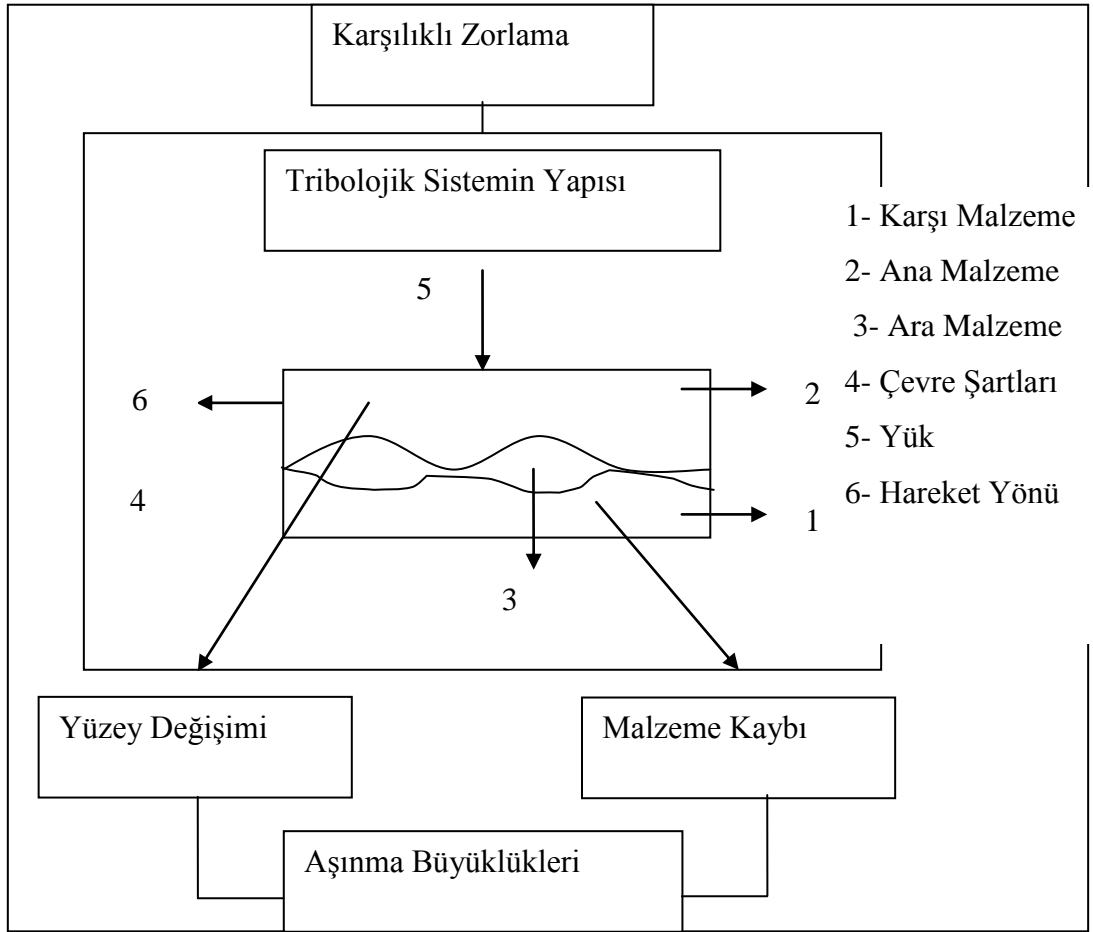 Karşılıklı Zorlama
Tribolojik Sistemin Yapısı
1- Karşı Malzeme
2- Ana Malzeme
3- Ara Malzeme
4- Çevre Şartları
5- Yük
6- Hareket Yönü
5
6
2
4
1
3
Yüzey Değişimi
Malzeme Kaybı
Aşınma Büyüklükleri